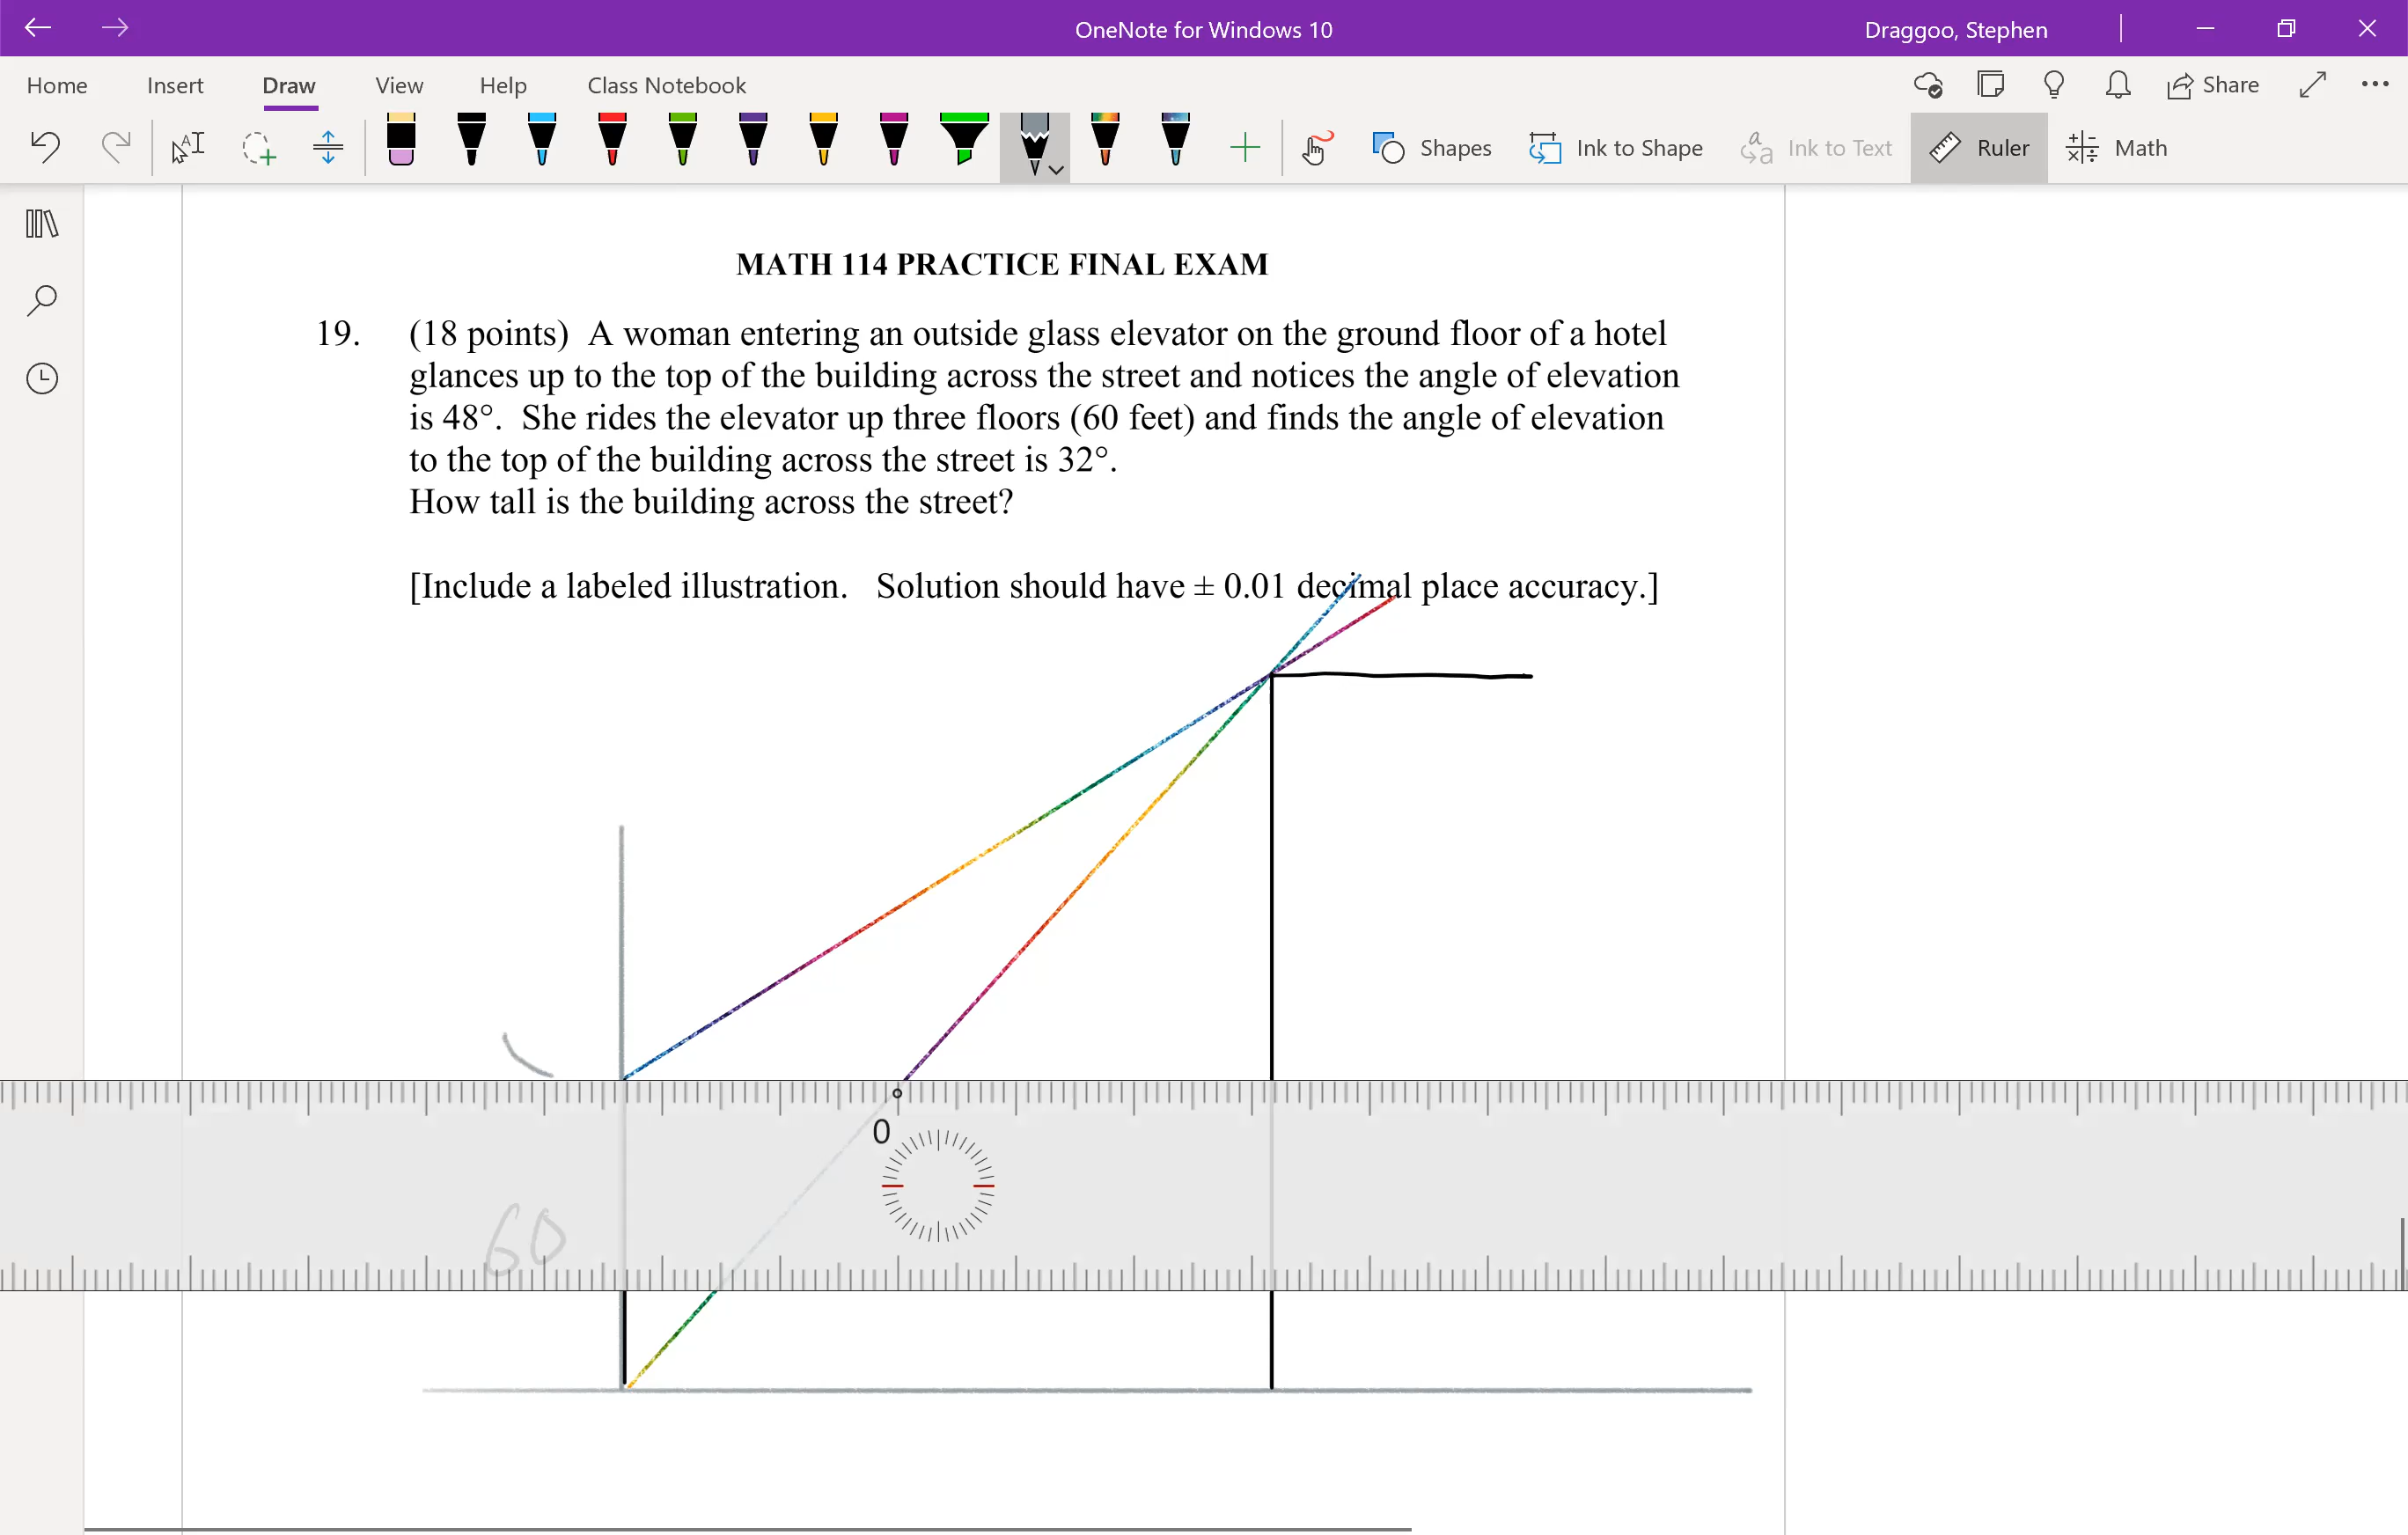 OneNote for Windows 10
Draggoo, Stephen
Home Insert Draw View Help Class Notebook
Share
Shapes Ink to Shape Ink to Text Ruler Math
MATH 114 PRACTICE FINAL EXAM
19. (18 points) A woman entering an outside glass elevator on the ground floor of a hotel
glances up to the top of the building across the street and notices the angle of elevation
is 48°. She rides the elevator up three floors (60 feet) and finds the angle of elevation
to the top of the building across the street is 32°.
How tall is the building across the street?
[Include a labeled illustration. Solution should have ± 0.01 decimal place accuracy.]
0
60